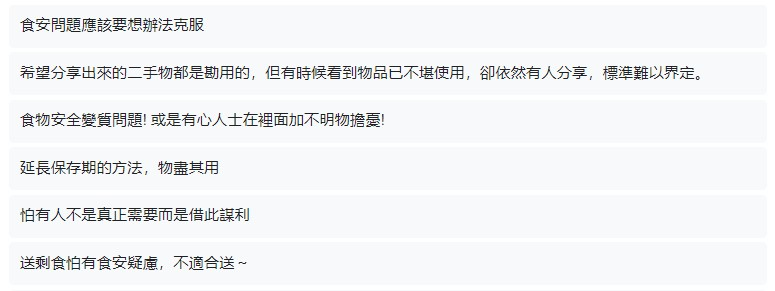 食安問題應該要想辦法克服
希望分享出來的二手物都是勘用的，但有時候看到物品已不堪使用，卻依然有人分享，標準難以界定。
食物安全變質問題! 或是有心人士在裡面加不明物擔憂!
延長保存期的方法，物盡其用
怕有人不是真正需要而是借此謀利
送剩食怕有食安疑慮，不適合送～